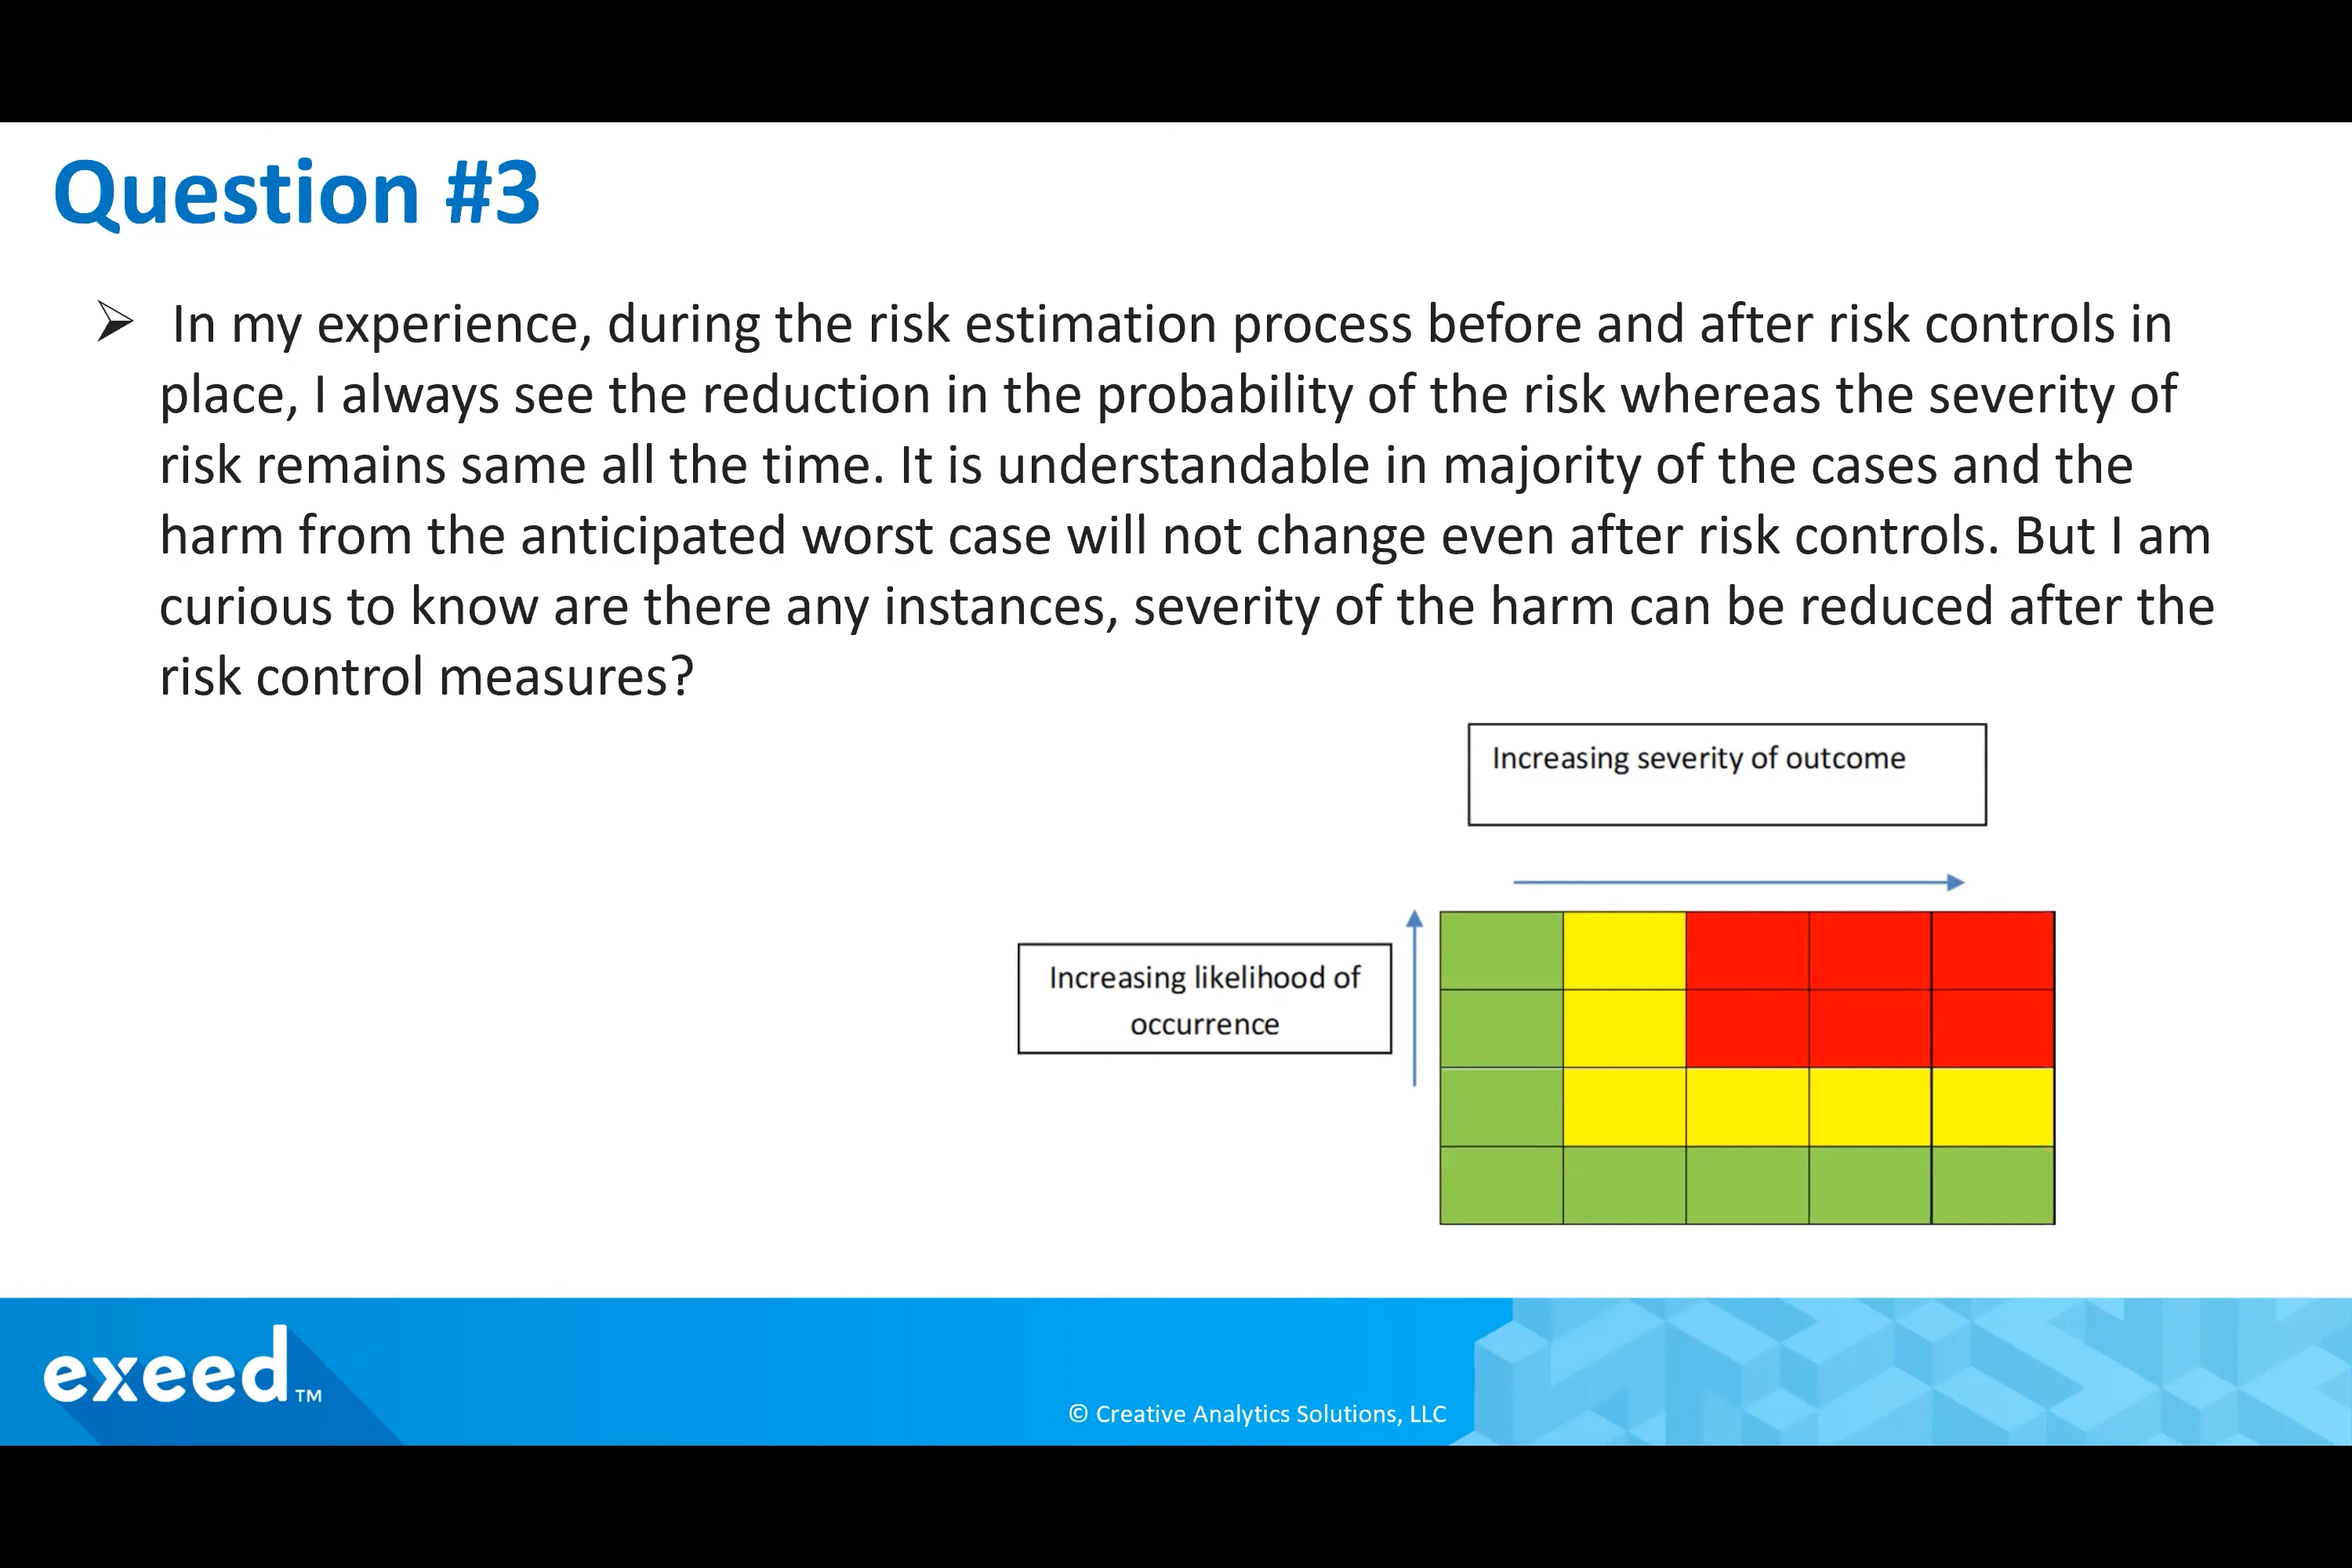 Question #3
➢ In my experience, during the risk estimation process before and after risk controls in
place, I always see the reduction in the probability of the risk whereas the severity of
risk remains same all the time. It is understandable in majority of the cases and the
harm from the anticipated worst case will not change even after risk controls. But I am
curious to know are there any instances, severity of the harm can be reduced after the
risk control measures?
Increasing severity of outcome
Increasing likelihood of
occurrence
exeed™
© Creative Analytics Solutions, LLC